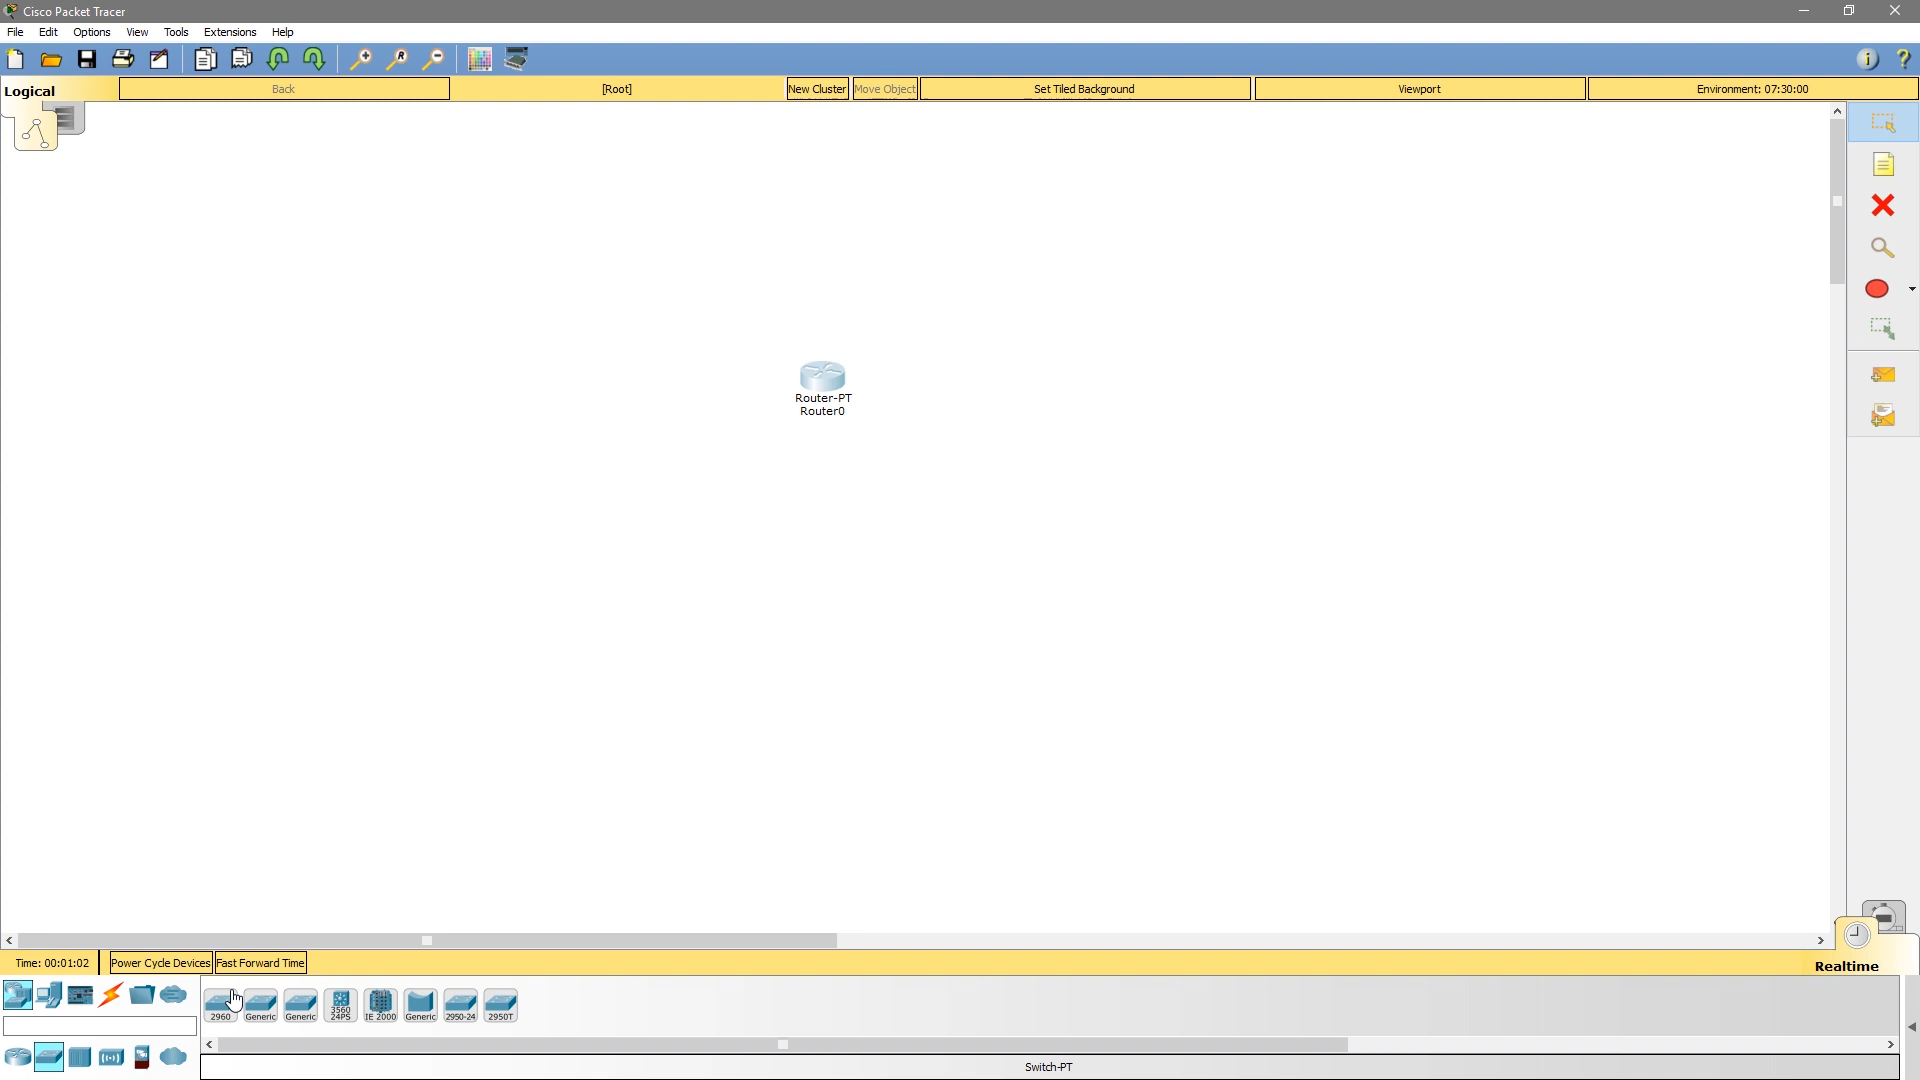 Cisco Packet Tracer
File Edit Options View Tools Extensions Help
Logical Back [Root] New Cluster Move Object Set Tiled Background Viewport Environment: 07:30:00
Router-PT
Router0
Time: 00:01:02 Power Cycle Devices Fast Forward Time Realtime
2960 Generic Generic 3560 24PS IE 2000 Generic 2950-24 2950T
Switch-PT